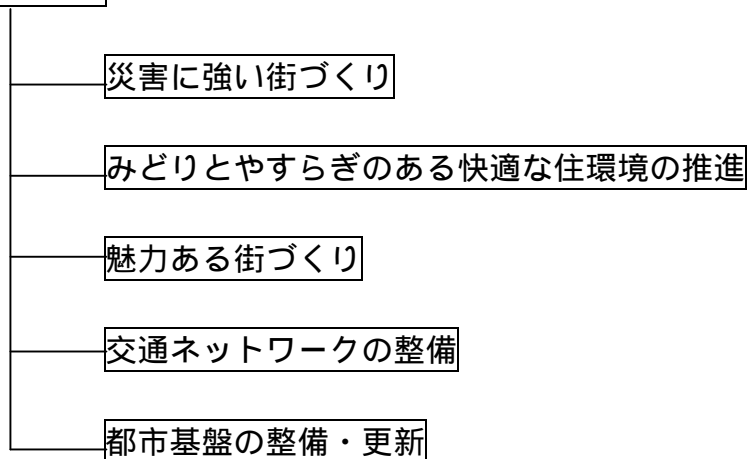 災害に強い街づくり
みどりとやすらぎのある快適な住環境の推進
魅力ある街づくり
交通ネットワークの整備
都市基盤の整備・更新